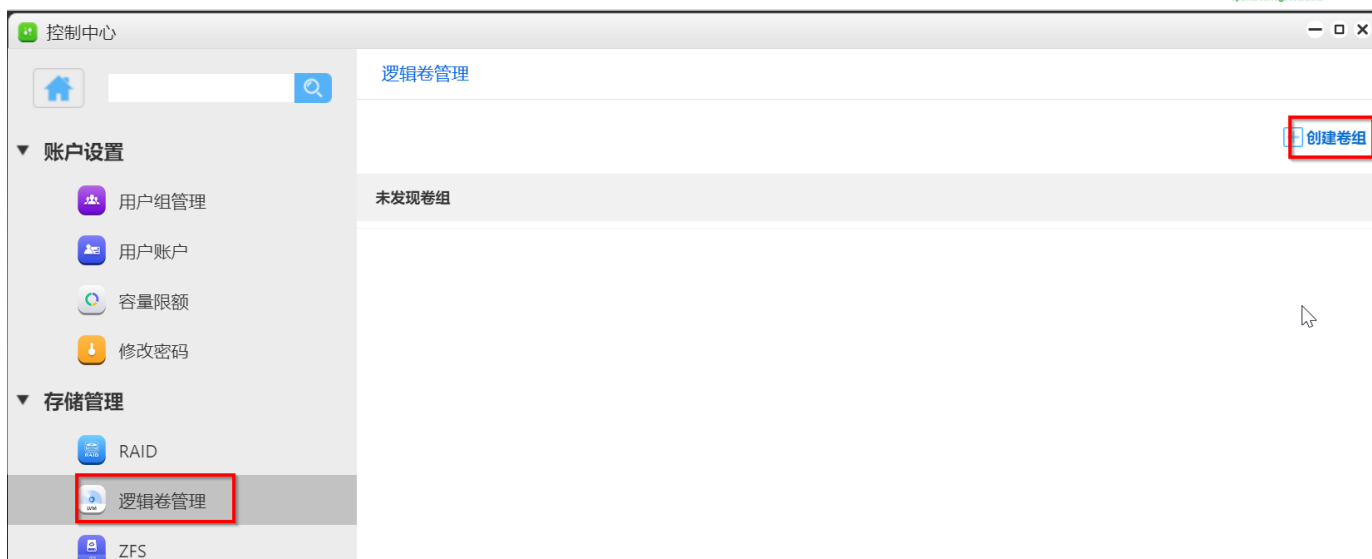 控制中心
逻辑卷管理
创建卷组
未发现卷组
账户设置
用户组管理
用户账户
容量限额
修改密码
存储管理
RAID
逻辑卷管理
ZFS